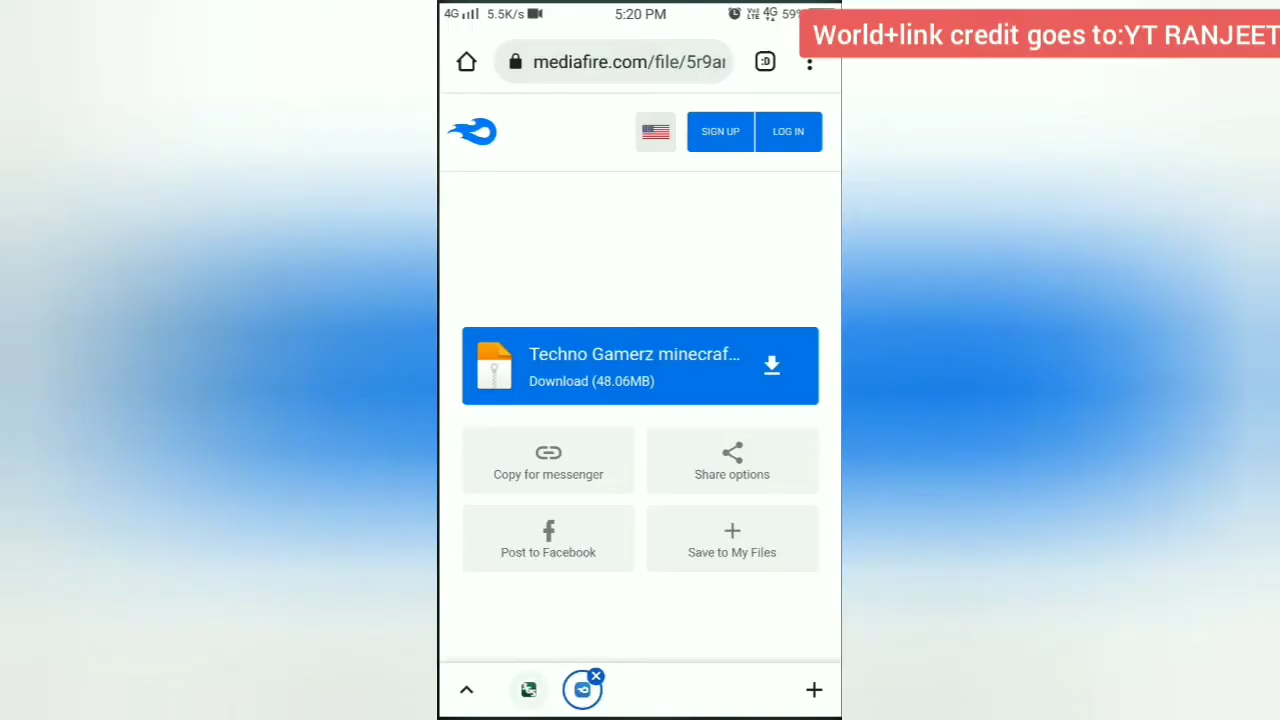 4G 5.5K/s 5:20 PM 4G 59
World+link credit goes to:YT RANJEET
mediafire.com/file/5r9a
:D
SIGN UP LOG IN
Techno Gamerz minecraf...
Download (48.06MB)
Copy for messenger Share options
Post to Facebook Save to My Files